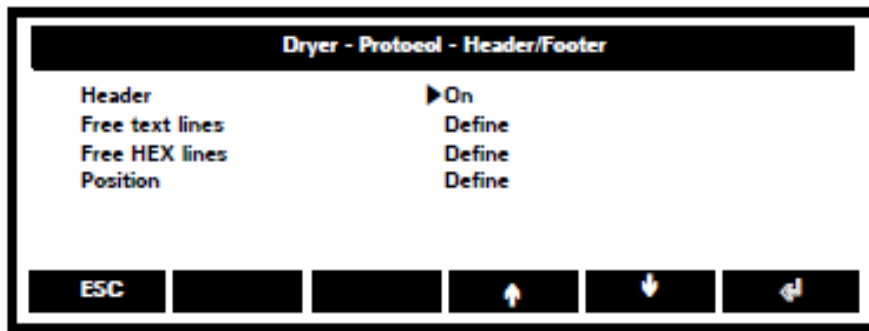 Dryer - Protocol - Header/Footer
Header ▶On
Free text lines Define
Free HEX lines Define
Position Define
ESC